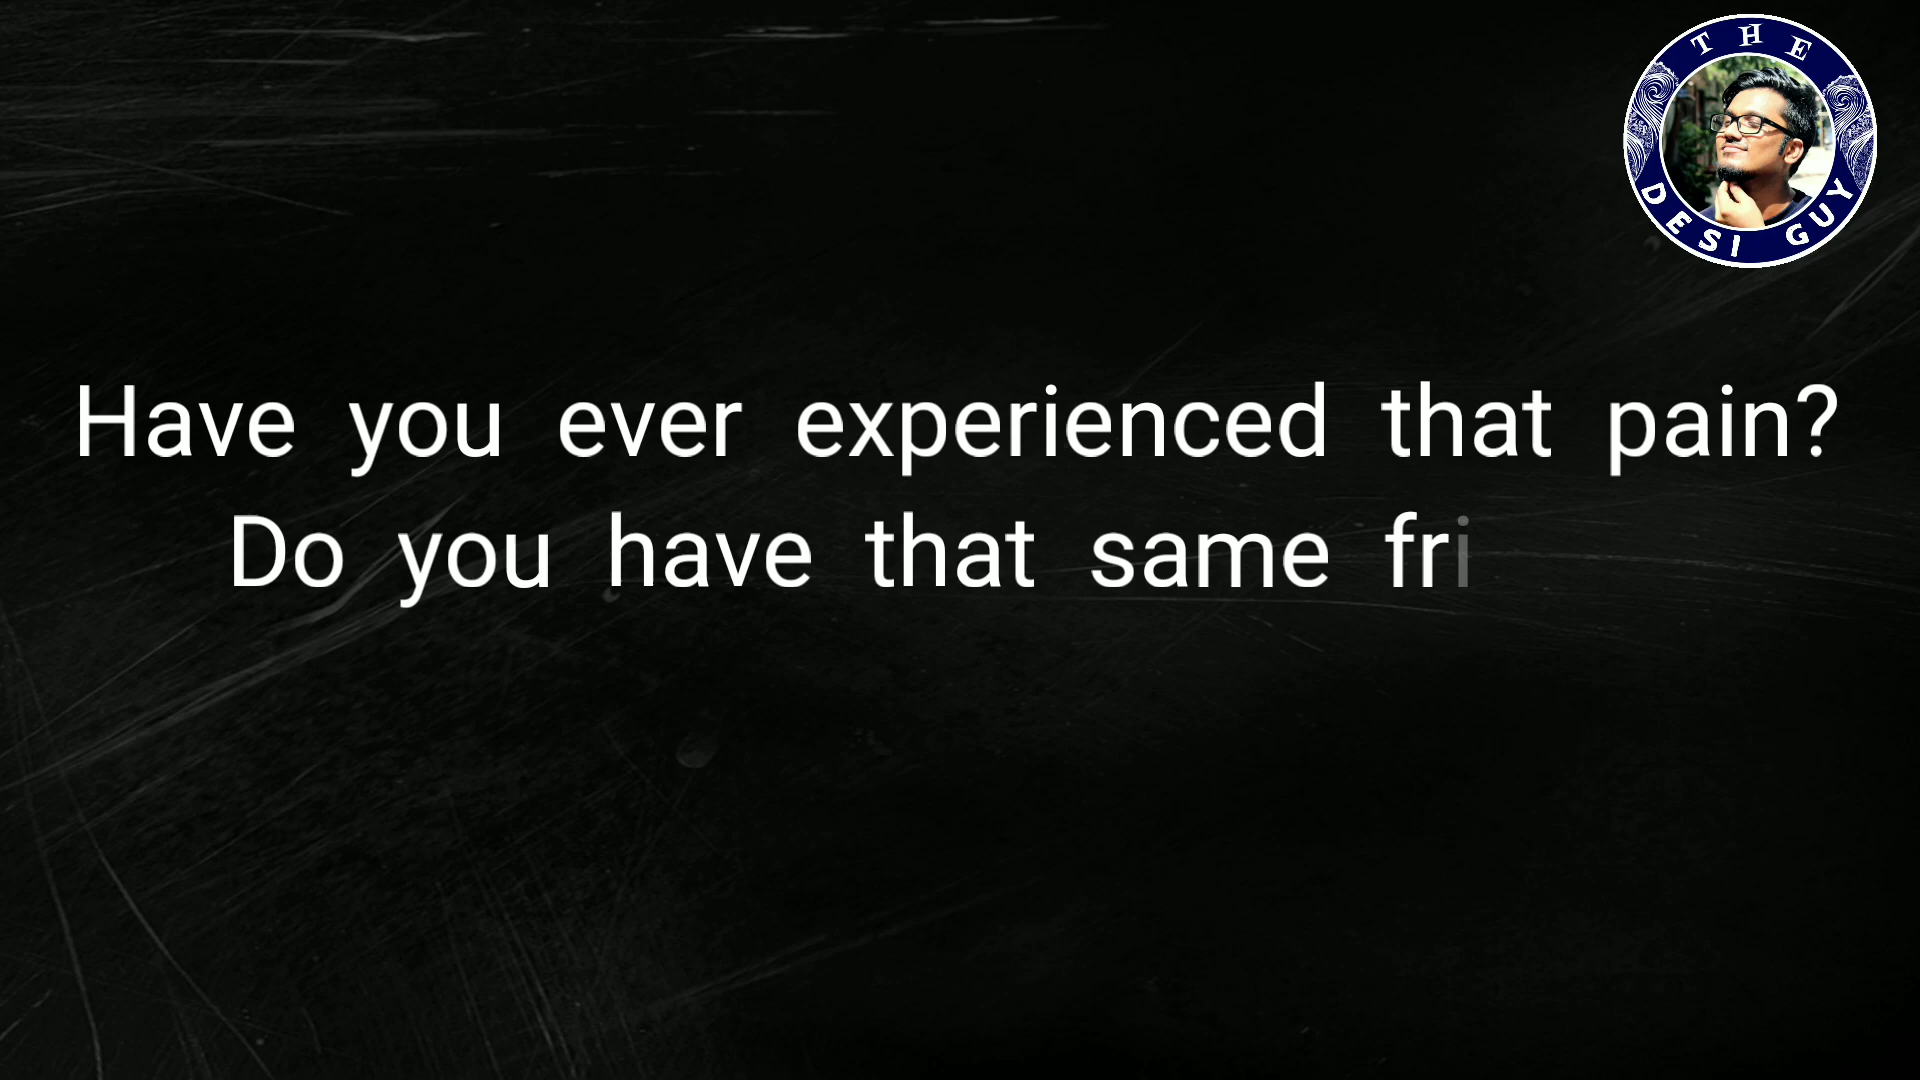 THE
DESI GUY
Have you ever experienced that pain?
Do you have that same fri